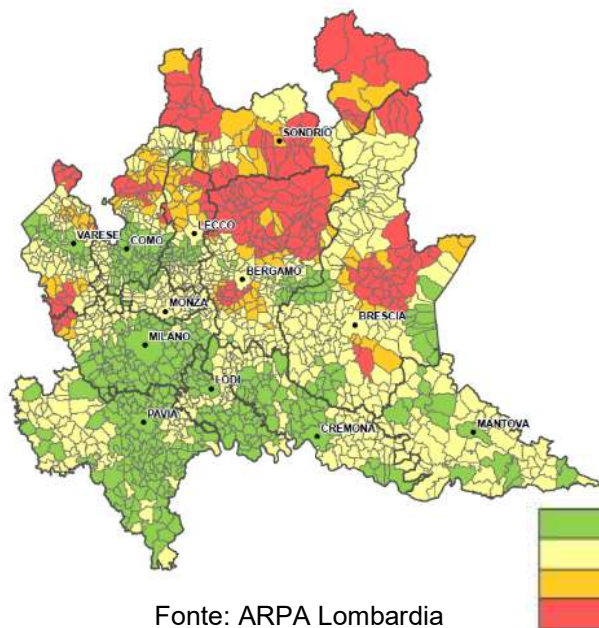 SONDRIO
LECCO
VARESE
COMO
BERGAMO
MONZA
BRESCIA
MILANO
LODI
PAVIA
CREMONA
MANTOVA
Fonte: ARPA Lombardia